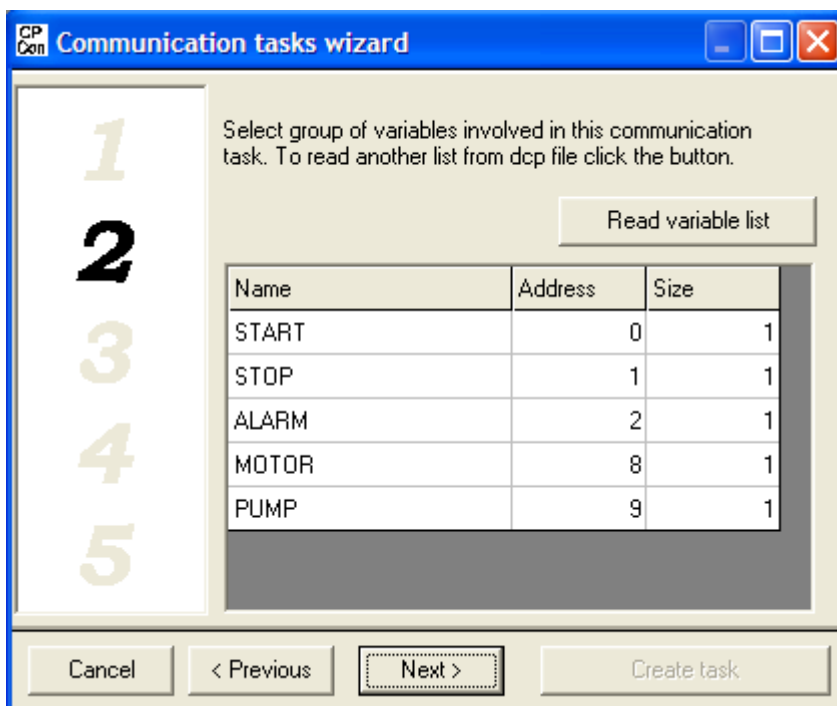 CP Con Communication tasks wizard
1
2
3
4
5
Select group of variables involved in this communication
task. To read another list from dcp file click the button.
Read variable list
Name Address Size
START 0 1
STOP 1 1
ALARM 2 1
MOTOR 8 1
PUMP 9 1
Cancel < Previous Next > Create task